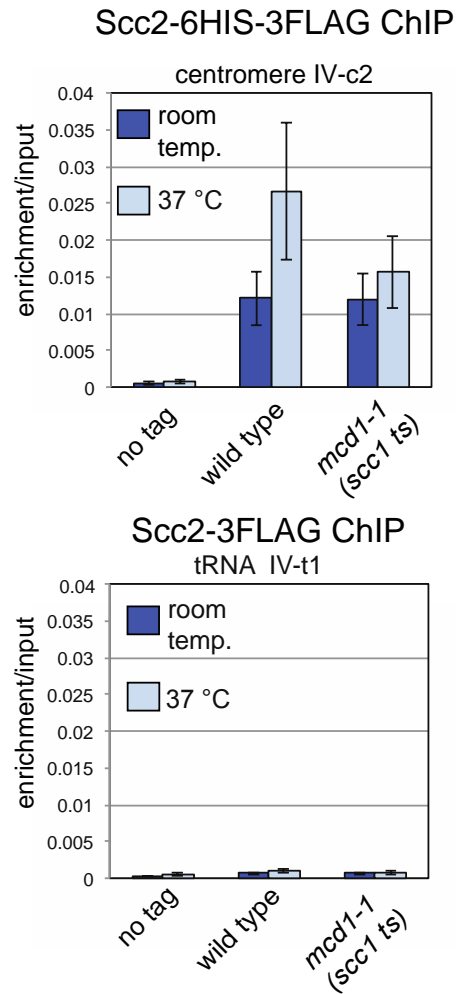 Scc2-6HIS-3FLAG ChIP
centromere IV-c2
0.04
0.035
0.03
0.025
0.02
0.015
0.01
0.005
0
enrichment/input
room
temp.
37 °C
no tag
wild type
mcd1-1
(scc1 ts)
Scc2-3FLAG ChIP
tRNA IV-t1
0.04
0.035
0.03
0.025
0.02
0.015
0.01
0.005
0
enrichment/input
room
temp.
37 °C
no tag
wild type
mcd1-1
(scc1 ts)